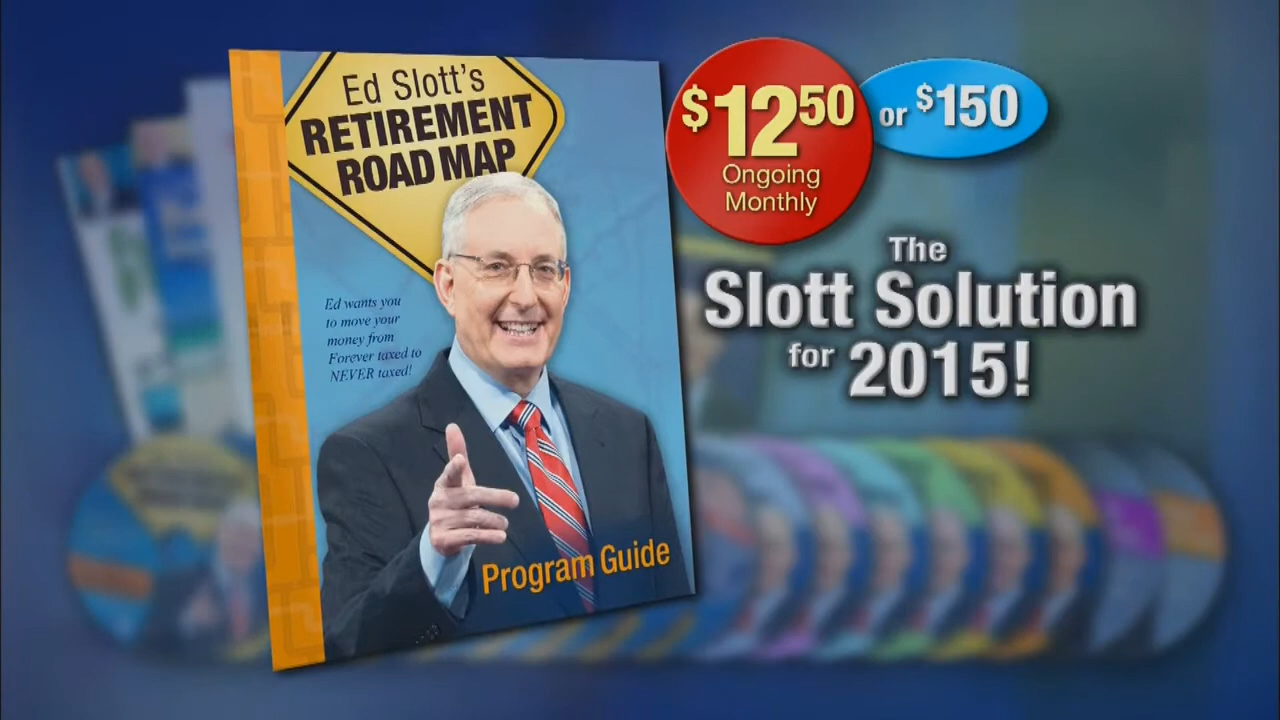 Ed Slott's
RETIREMENT
ROAD MAP
Ed wants you
to move your
money from
Forever taxed to
NEVER taxed!
Program Guide
$12 50
Ongoing
Monthly
or $150
The
Slott Solution
for 2015!